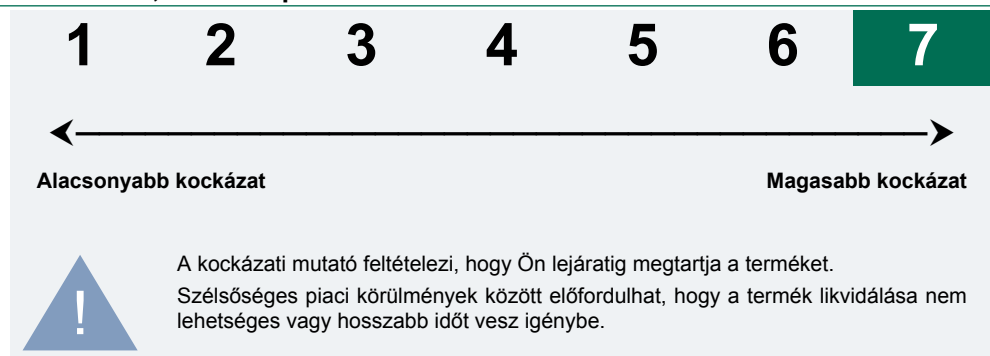 1 2 3 4 5 6 7
Alacsonyabb kockázat Magasabb kockázat
A kockázati mutató feltételezi, hogy Ön lejáratig megtartja a terméket.
Szélsőséges piaci körülmények között előfordulhat, hogy a termék likvidálása nem
lehetséges vagy hosszabb időt vesz igénybe.
!